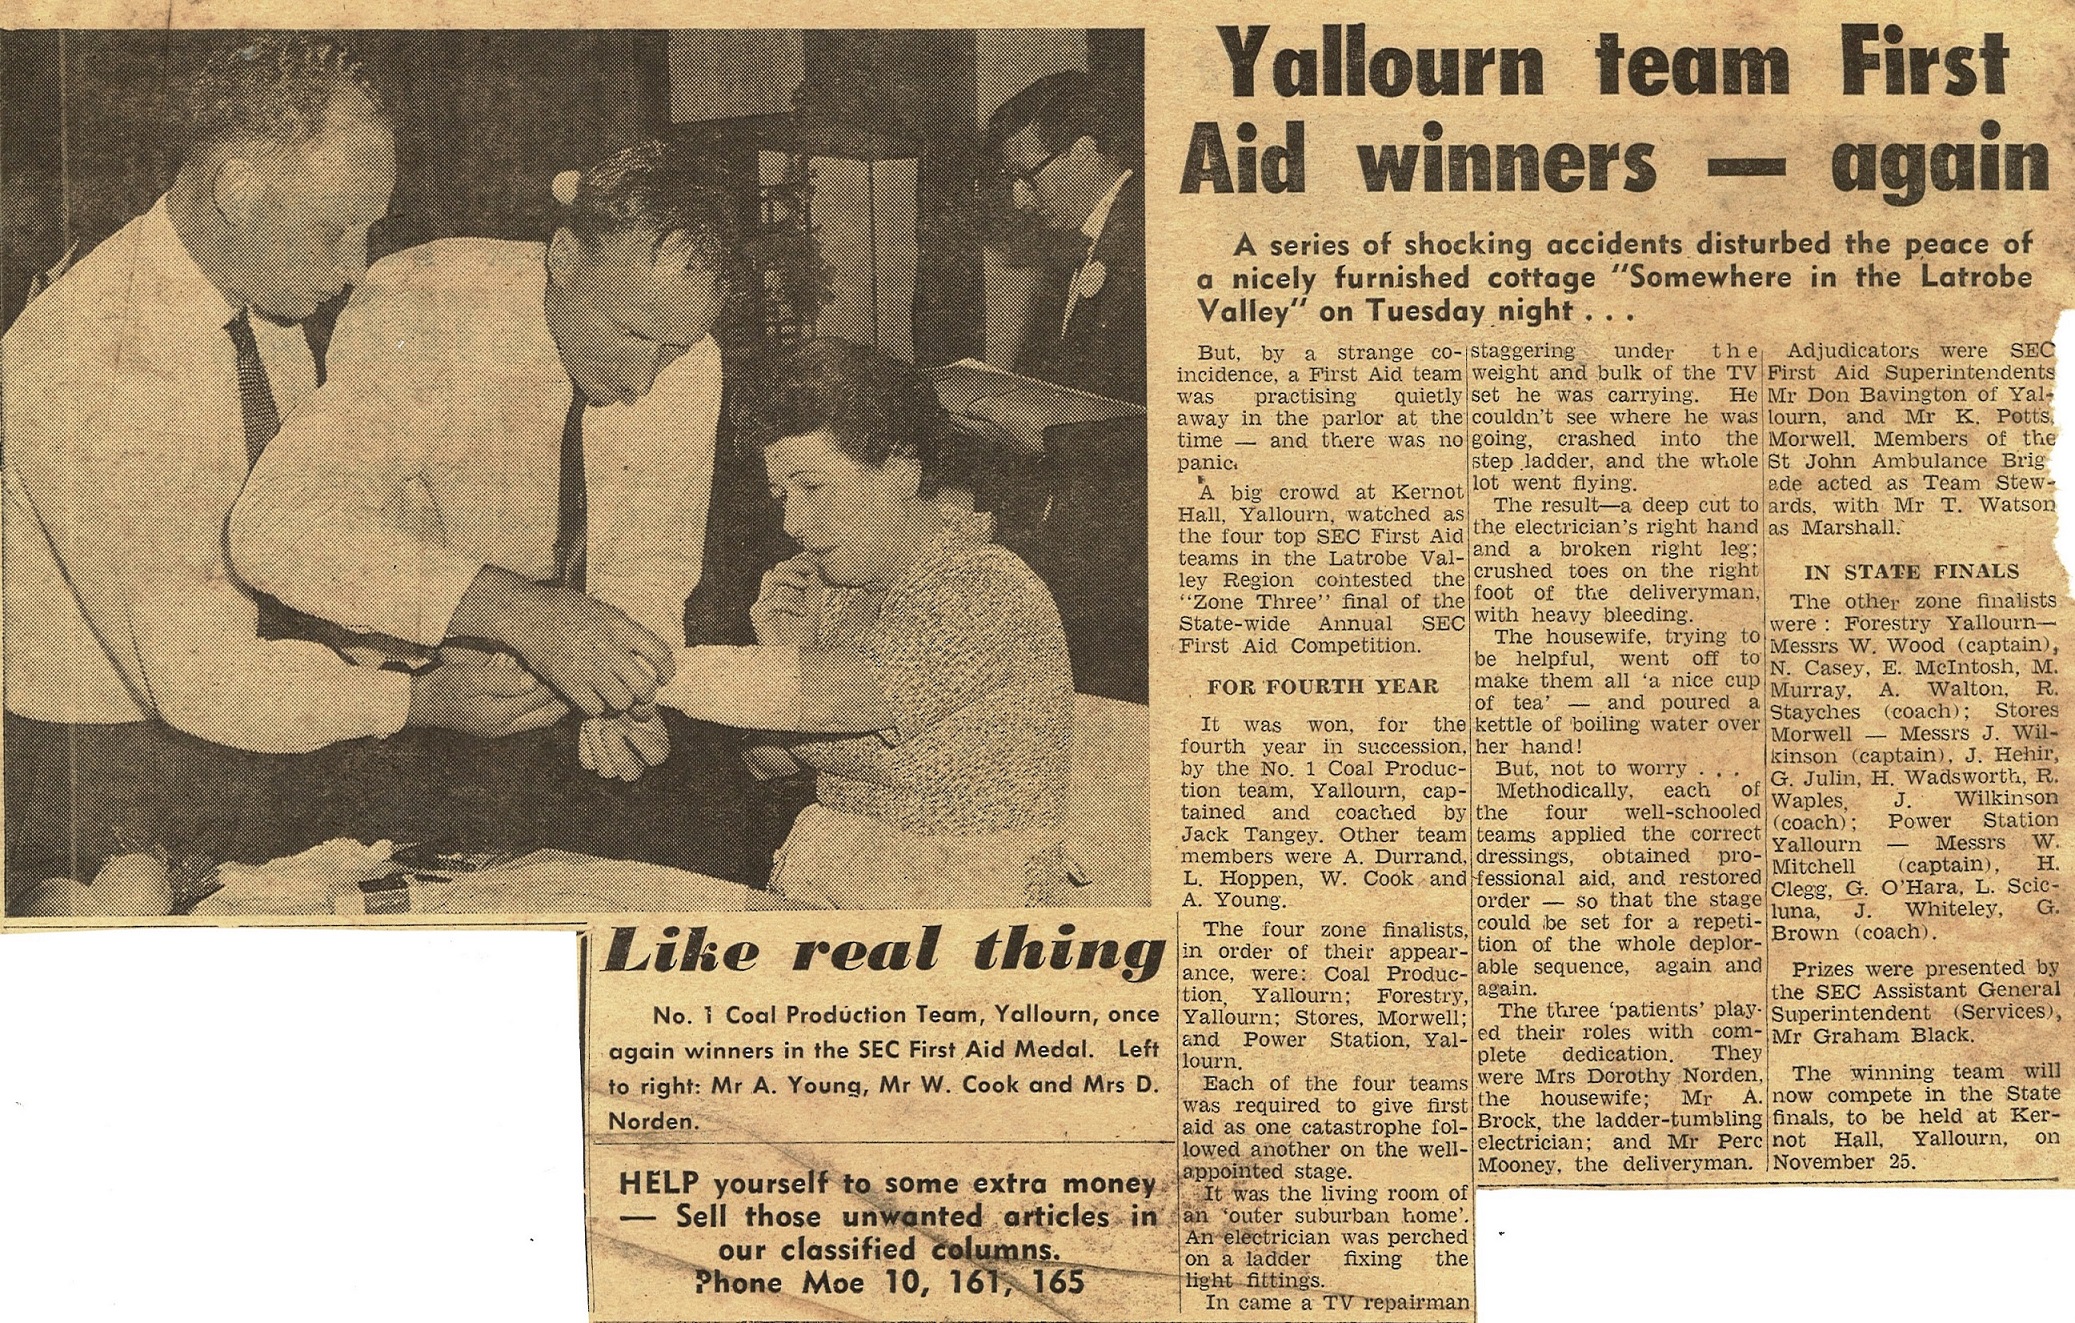 Yallourn team First
Aid winners — again
A series of shocking accidents disturbed the peace of
a nicely furnished cottage "Somewhere in the Latrobe
Valley" on Tuesday night . . .
But, by a strange co-
incidence, a First Aid team
was practising quietly
away in the parlor at the
time — and there was no
panic.
A big crowd at Kernot
Hall, Yallourn, watched as
the four top SEC First Aid
teams in the Latrobe Val-
ley Region contested the
"Zone Three" final of the
State-wide Annual SEC
First Aid Competition.
FOR FOURTH YEAR
It was won, for the
fourth year in succession,
by the No. 1 Coal Produc-
tion team, Yallourn, cap-
tained and coached by
Jack Tangey. Other team
members were A. Durrand,
L. Hoppen, W. Cook and
A. Young.
The four zone finalists,
in order of their appear-
ance, were: Coal Produc-
tion, Yallourn; Forestry,
Yallourn; Stores, Morwell;
and Power Station, Yal-
lourn.
Each of the four teams
was required to give first
aid as one catastrophe fol-
lowed another on the well-
appointed stage.
It was the living room of
an 'outer suburban home'.
An electrician was perched
on a ladder fixing the
light fittings.
In came a TV repairman
staggering under the
weight and bulk of the TV
set he was carrying. He
couldn't see where he was
going, crashed into the
step ladder, and the whole
lot went flying.
The result—a deep cut to
the electrician's right hand
and a broken right leg;
crushed toes on the right
foot of the deliveryman,
with heavy bleeding.
The housewife, trying to
be helpful, went off to
make them all 'a nice cup
of tea' — and poured a
kettle of boiling water over
her hand!
But, not to worry . . .
Methodically, each of
the four well-schooled
teams applied the correct
dressings, obtained pro-
fessional aid, and restored
order — so that the stage
could be set for a repeti-
tion of the whole deplor-
able sequence, again and
again.
The three 'patients' play-
ed their roles with com-
plete dedication. They
were Mrs Dorothy Norden,
the housewife; Mr A.
Brock, the ladder-tumbling
electrician; and Mr Perc
Mooney, the deliveryman.
Adjudicators were SEC
First Aid Superintendents
Mr Don Bavington of Yal-
lourn, and Mr K. Potts,
Morwell. Members of the
St John Ambulance Brig-
ade acted as Team Stew-
ards, with Mr T. Watson
as Marshall.
IN STATE FINALS
The other zone finalists
were : Forestry Yallourn—
Messrs W. Wood (captain),
N. Casey, E. McIntosh, M.
Murray, A. Walton, R.
Stayches (coach); Stores
Morwell — Messrs J. Wil-
kinson (captain), J. Hehir,
G. Julin, H. Wadsworth, R.
Waples, J. Wilkinson
(coach); Power Station
Yallourn — Messrs W.
Mitchell (captain), H.
Clegg, G. O'Hara, L. Scic-
luna, J. Whiteley, G.
Brown (coach).
Prizes were presented by
the SEC Assistant General
Superintendent (Services),
Mr Graham Black.
The winning team will
now compete in the State
finals, to be held at Ker-
not Hall, Yallourn, on
November 25.
Like real thing
No. 1 Coal Production Team, Yallourn, once
again winners in the SEC First Aid Medal. Left
to right: Mr A. Young, Mr W. Cook and Mrs D.
Norden.
HELP yourself to some extra money
— Sell those unwanted articles in
our classified columns.
Phone Moe 10, 161, 165